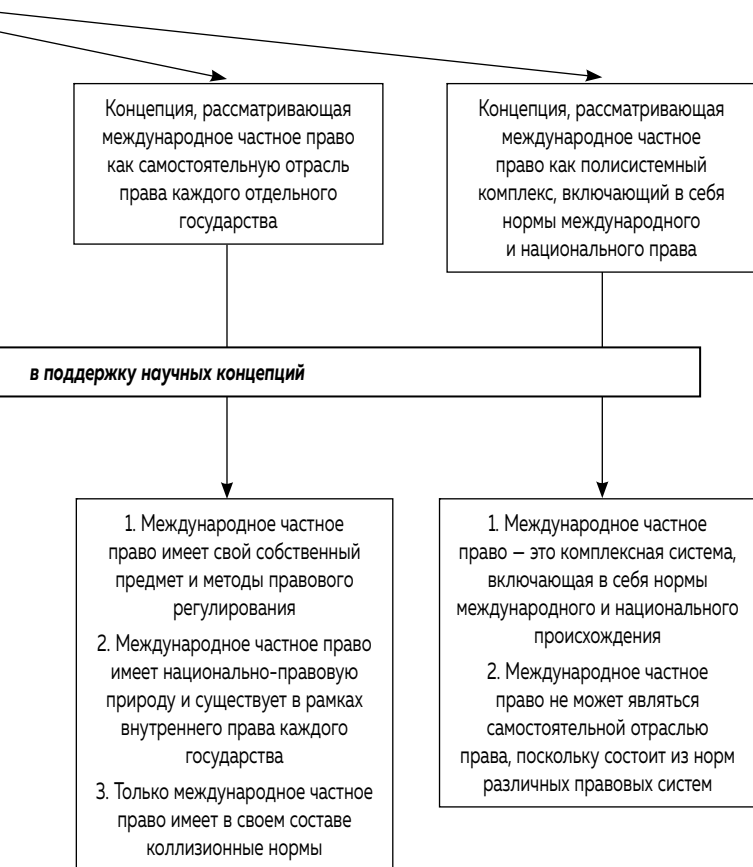 Концепция, рассматривающая
международное частное право
как самостоятельную отрасль
права каждого отдельного
государства
Концепция, рассматривающая
международное частное
право как полисистемный
комплекс, включающий в себя
нормы международного
и национального права
в поддержку научных концепций
1. Международное частное
право имеет свой собственный
предмет и методы правового
регулирования
2. Международное частное право
имеет национально-правовую
природу и существует в рамках
внутреннего права каждого
государства
3. Только международное частное
право имеет в своем составе
коллизионные нормы
1. Международное частное
право – это комплексная система,
включающая в себя нормы
международного и национального
происхождения
2. Международное частное
право не может являться
самостоятельной отраслью
права, поскольку состоит из норм
различных правовых систем